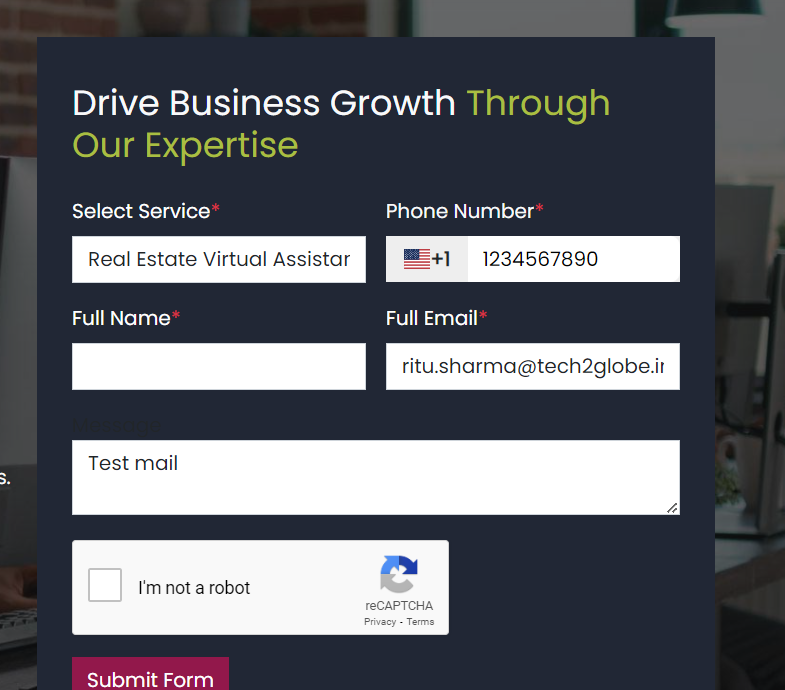 Drive Business Growth Through
Our Expertise
Select Service* Phone Number*
Real Estate Virtual Assistar +1 1234567890
Full Name* Full Email*
ritu.sharma@tech2globe.ir
Message
Test mail
s.
I'm not a robot
reCAPTCHA
Privacy - Terms
Submit Form